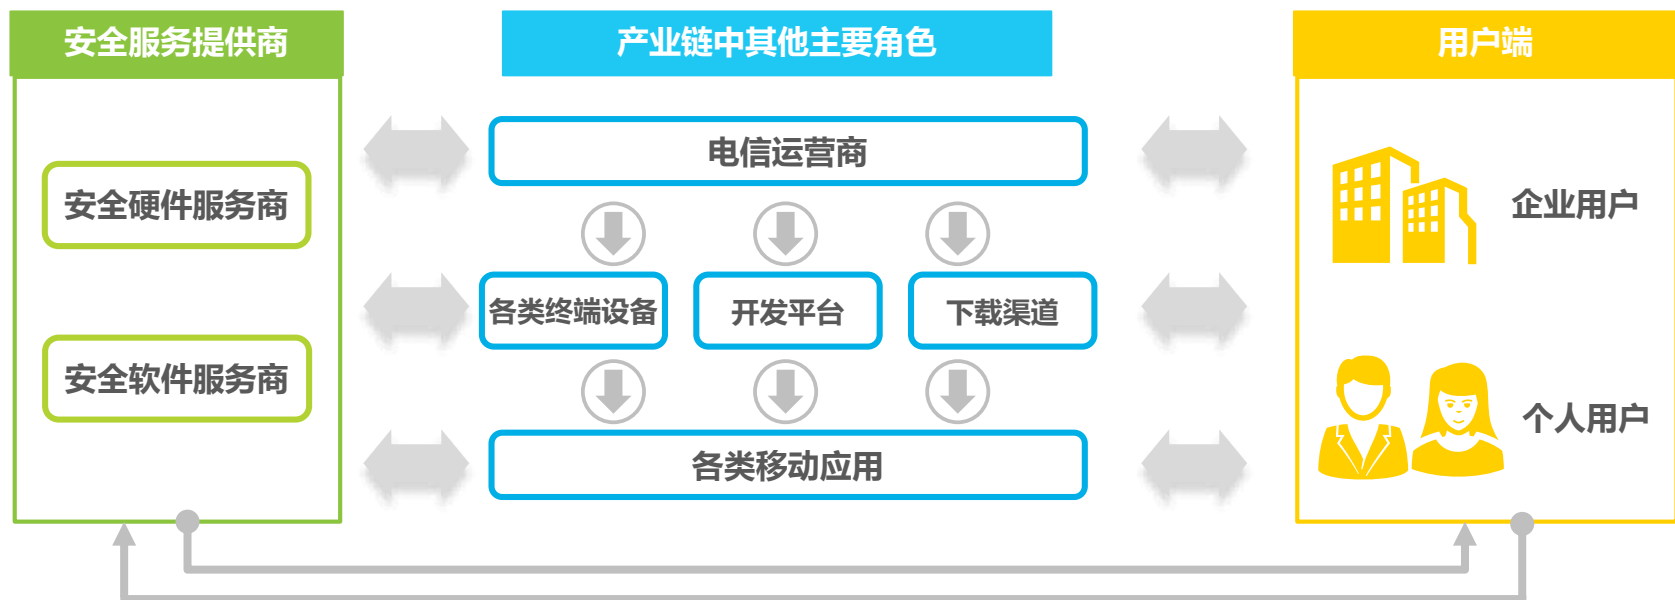 安全服务提供商
产业链中其他主要角色
用户端
电信运营商
安全硬件服务商
企业用户
各类终端设备
开发平台
下载渠道
安全软件服务商
个人用户
各类移动应用